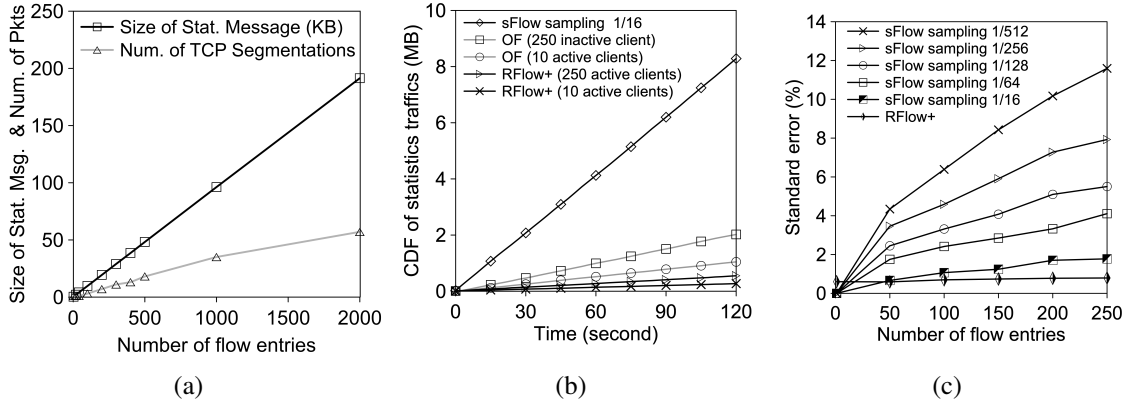 Size of Stat. Msg. & Num. of Pkts
250
200
150
100
50
0
Size of Stat. Message (KB)
Num. of TCP Segmentations
0
500
1000
1500
2000
Number of flow entries
(a)
CDF of statistics traffics (MB)
10
8
6
4
2
0
sFlow sampling 1/16
OF (250 inactive client)
OF (10 active clients)
RFlow+ (250 active clients)
RFlow+ (10 active clients)
0
30
60
90
120
Time (second)
(b)
Standard error (%)
14
12
10
8
6
4
2
0
sFlow sampling 1/512
sFlow sampling 1/256
sFlow sampling 1/128
sFlow sampling 1/64
sFlow sampling 1/16
RFlow+
0
50
100
150
200
250
Number of flow entries
(c)